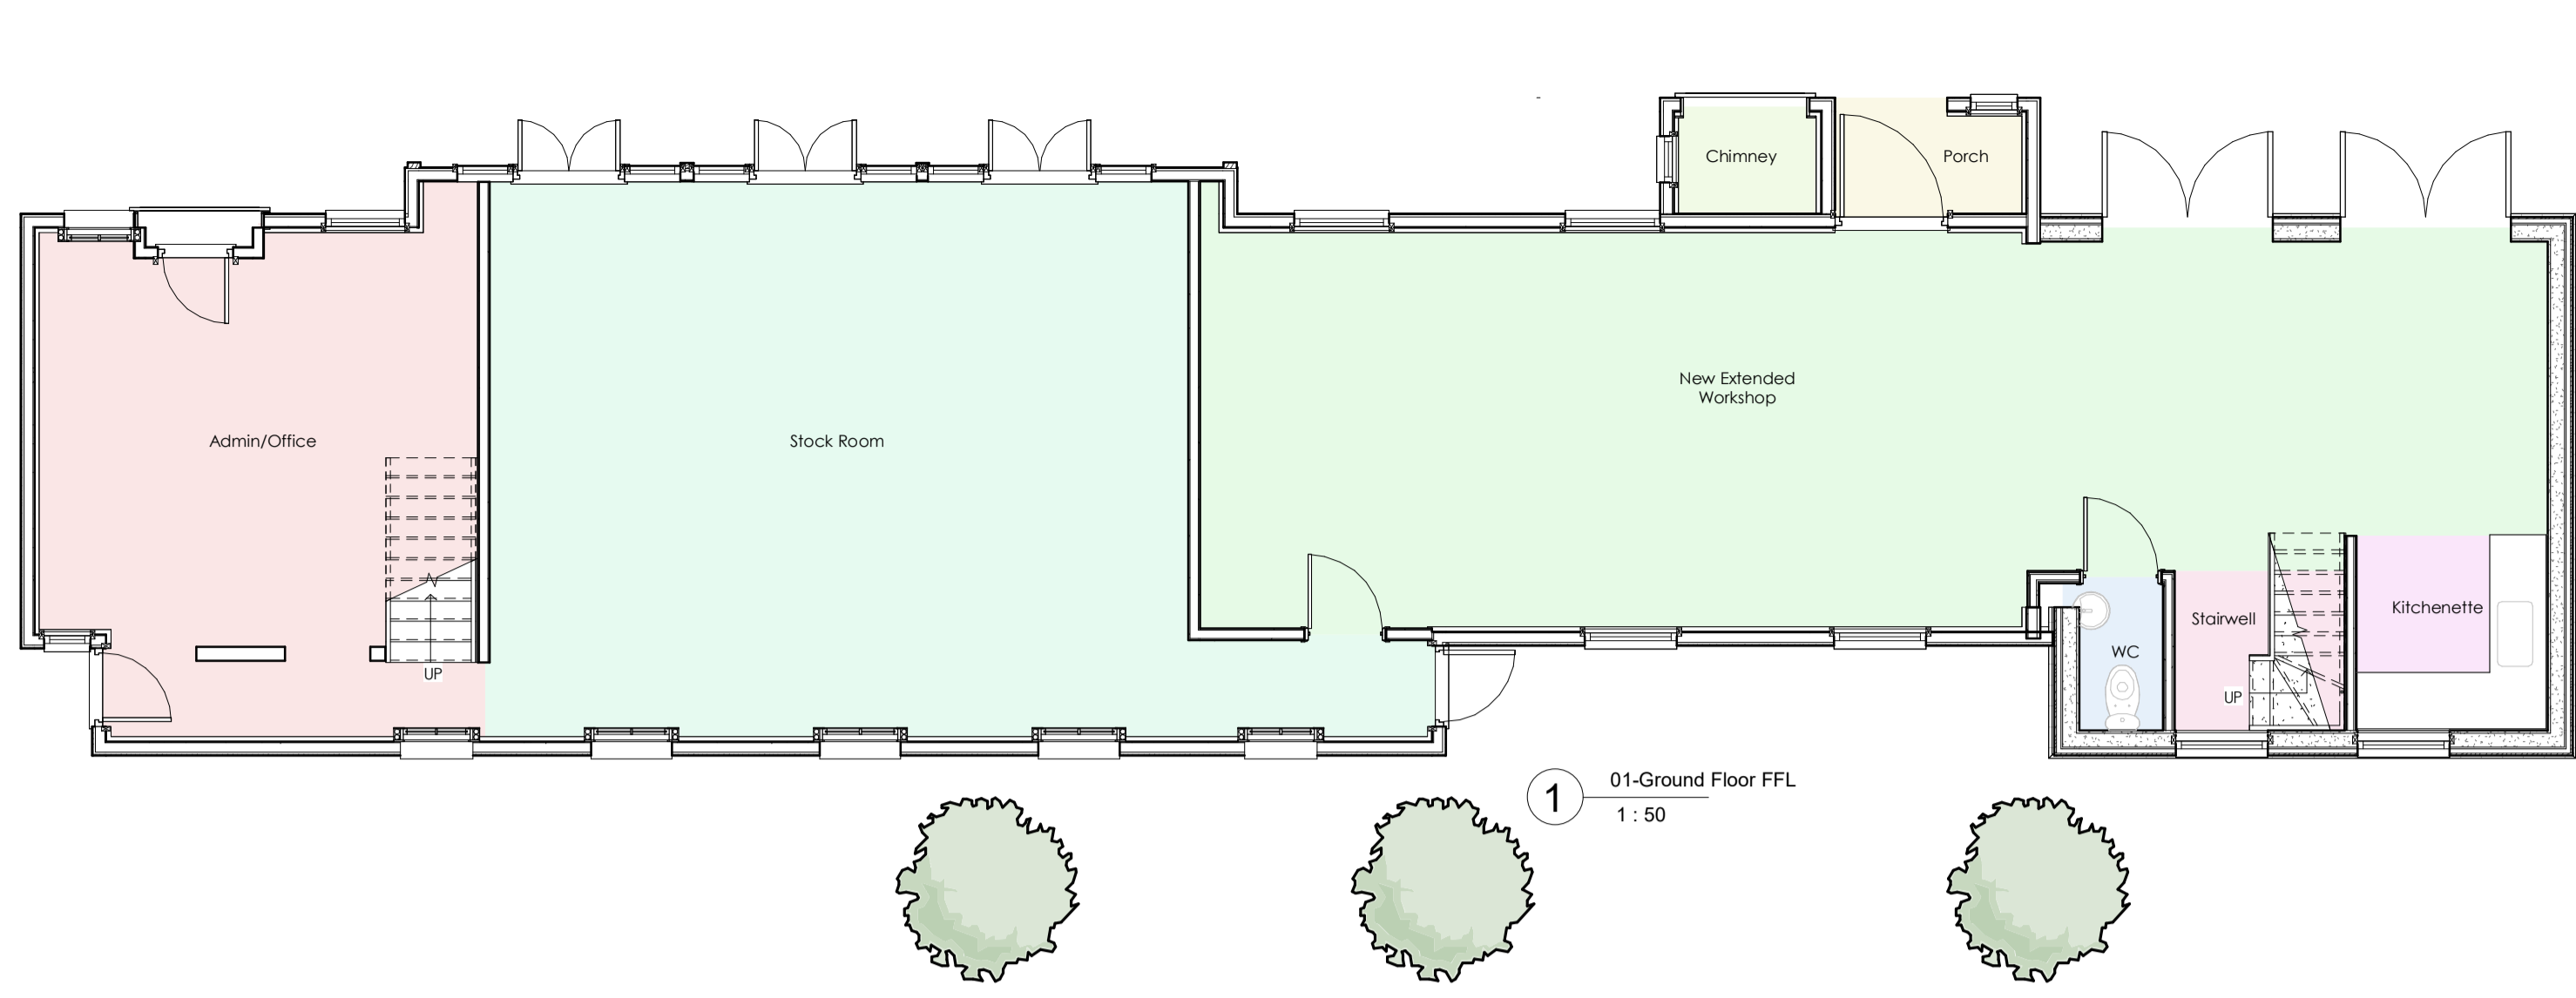 Chimney
Porch
New Extended
Workshop
Admin/Office
Stock Room
Kitchenette
Stairwell
WC
UP
UP
1
01-Ground Floor FFL
1 : 50